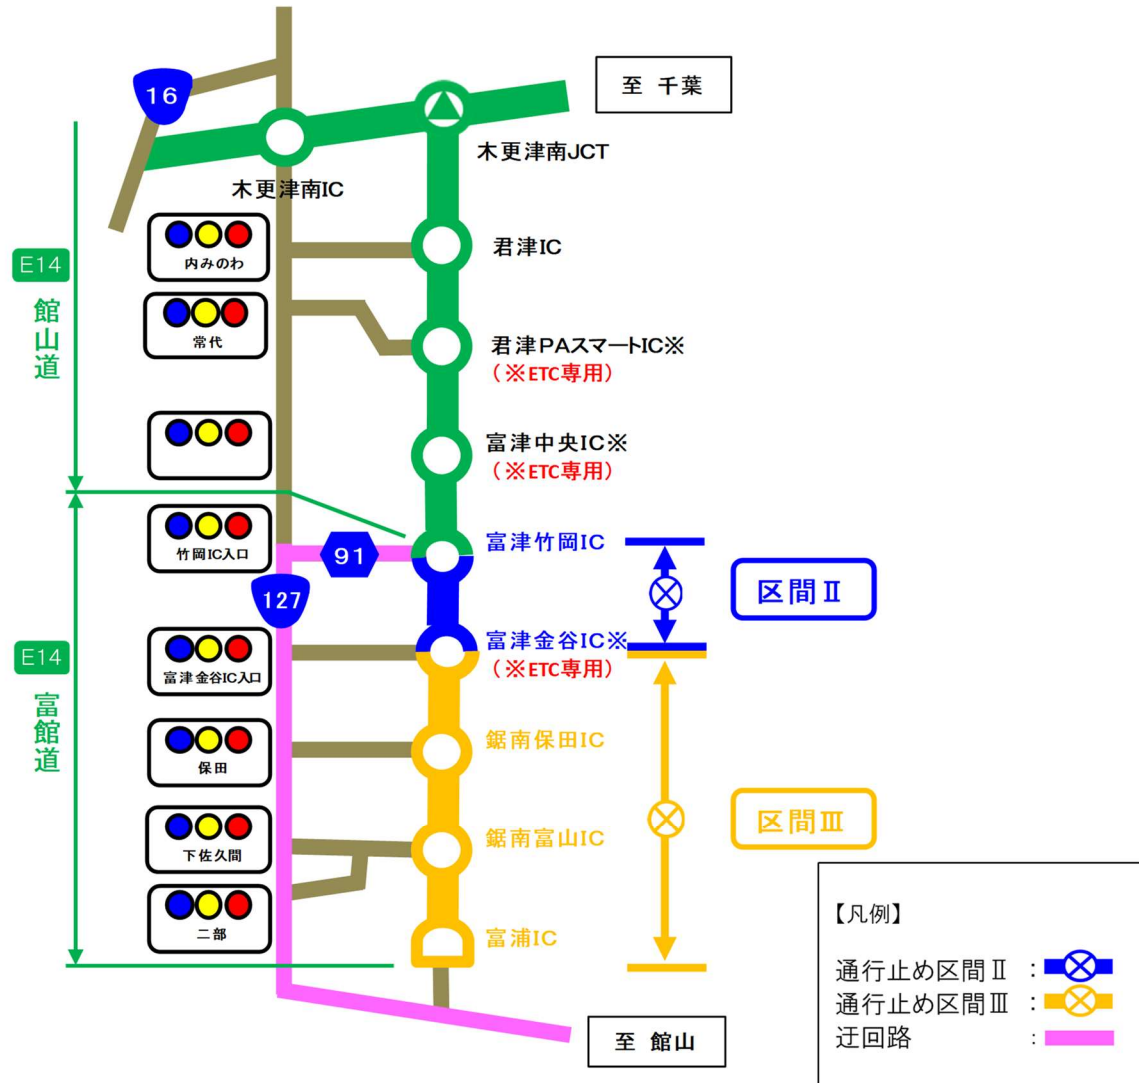 至 千葉
16
木更津南JCT
木更津南IC
内みのわ
君津IC
E14
館山道
常代
君津PAスマートIC※
（※ETC専用）
富津中央IC※
（※ETC専用）
竹岡IC入口
91
富津竹岡IC
区間Ⅱ
127
E14
富館道
富津金谷IC入口
富津金谷IC※
（※ETC専用）
保田
鋸南保田IC
区間Ⅲ
下佐久間
鋸南富山IC
二部
富浦IC
至 館山
【凡例】
通行止め区間Ⅱ ：
通行止め区間Ⅲ ：
迂回路 ：